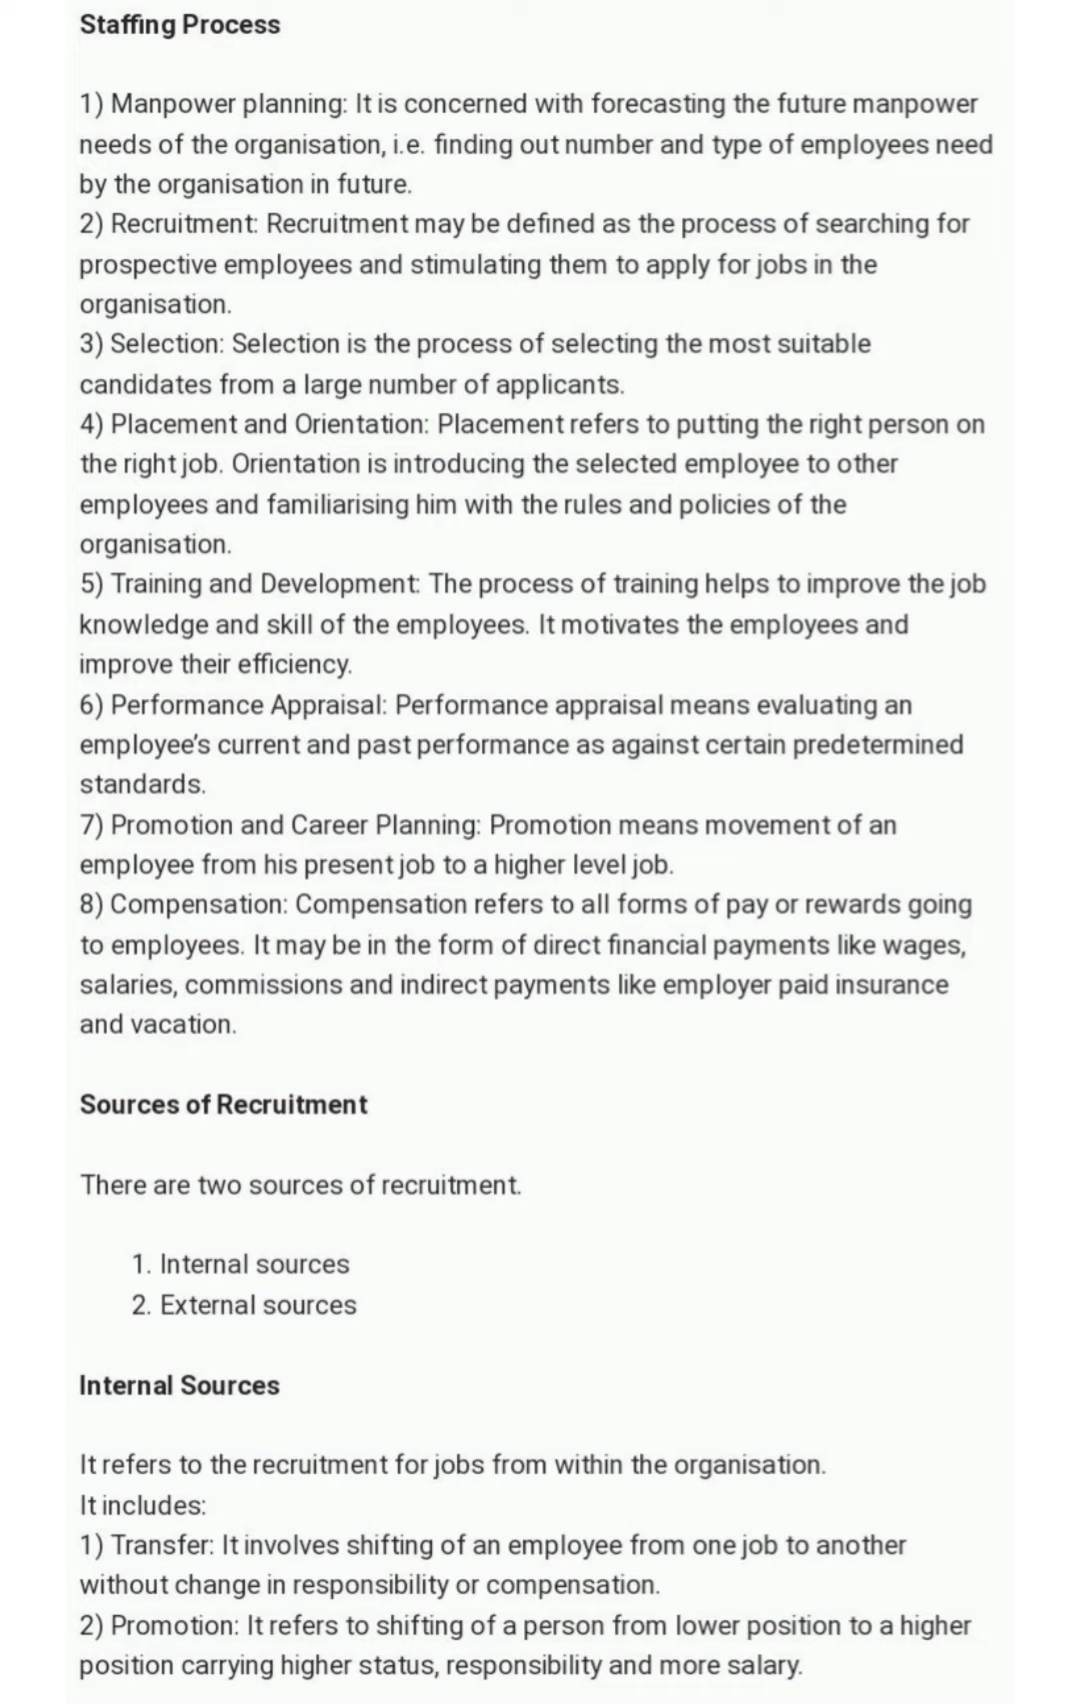 Staffing Process
1) Manpower planning: It is concerned with forecasting the future manpower
needs of the organisation, i.e. finding out number and type of employees need
by the organisation in future.
2) Recruitment: Recruitment may be defined as the process of searching for
prospective employees and stimulating them to apply for jobs in the
organisation.
3) Selection: Selection is the process of selecting the most suitable
candidates from a large number of applicants.
4) Placement and Orientation: Placement refers to putting the right person on
the right job. Orientation is introducing the selected employee to other
employees and familiarising him with the rules and policies of the
organisation.
5) Training and Development: The process of training helps to improve the job
knowledge and skill of the employees. It motivates the employees and
improve their efficiency.
6) Performance Appraisal: Performance appraisal means evaluating an
employee’s current and past performance as against certain predetermined
standards.
7) Promotion and Career Planning: Promotion means movement of an
employee from his present job to a higher level job.
8) Compensation: Compensation refers to all forms of pay or rewards going
to employees. It may be in the form of direct financial payments like wages,
salaries, commissions and indirect payments like employer paid insurance
and vacation.
Sources of Recruitment
There are two sources of recruitment.
1. Internal sources
2. External sources
Internal Sources
It refers to the recruitment for jobs from within the organisation.
It includes:
1) Transfer: It involves shifting of an employee from one job to another
without change in responsibility or compensation.
2) Promotion: It refers to shifting of a person from lower position to a higher
position carrying higher status, responsibility and more salary.